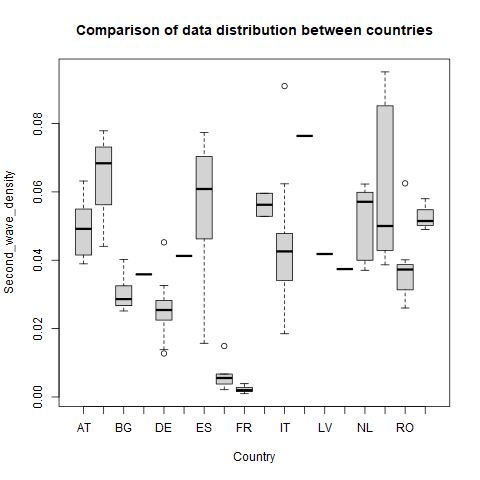 Comparison of data distribution between countries
Second_wave_density
0.08
0.06
0.04
0.02
0.00
AT BG DE ES FR IT LV NL RO
Country